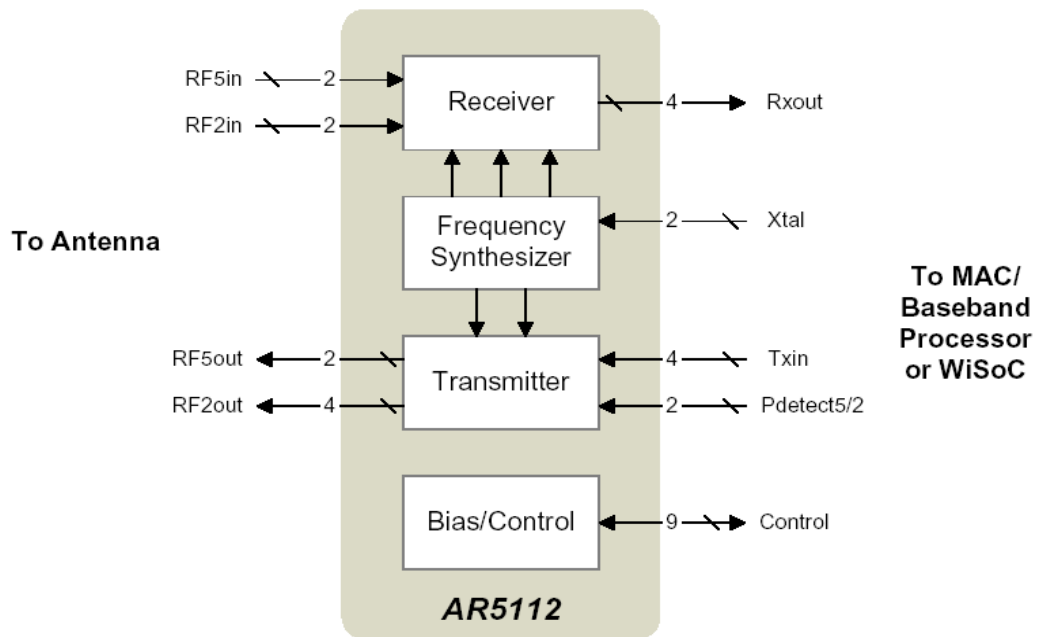 RF5in
2
RF2in
2
Receiver
4
Rxout
To Antenna
Frequency
Synthesizer
2
Xtal
To MAC/
Baseband
Processor
or WiSoC
RF5out
2
RF2out
4
Transmitter
4
Txin
2
Pdetect5/2
Bias/Control
9
Control
AR5112